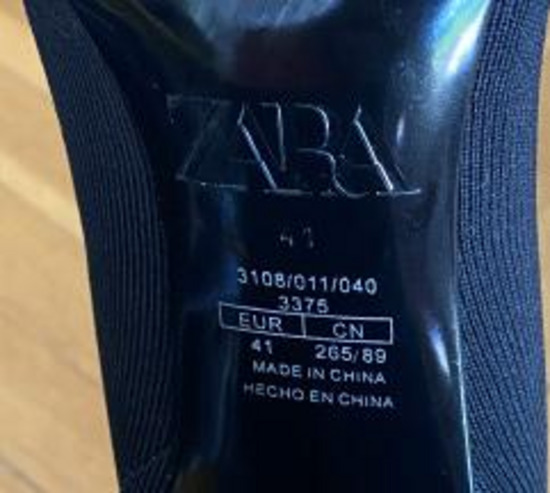 ZARA
41
3108/011/040
3375
EUR CN
41 265/89
MADE IN CHINA
HECHO EN CHINA